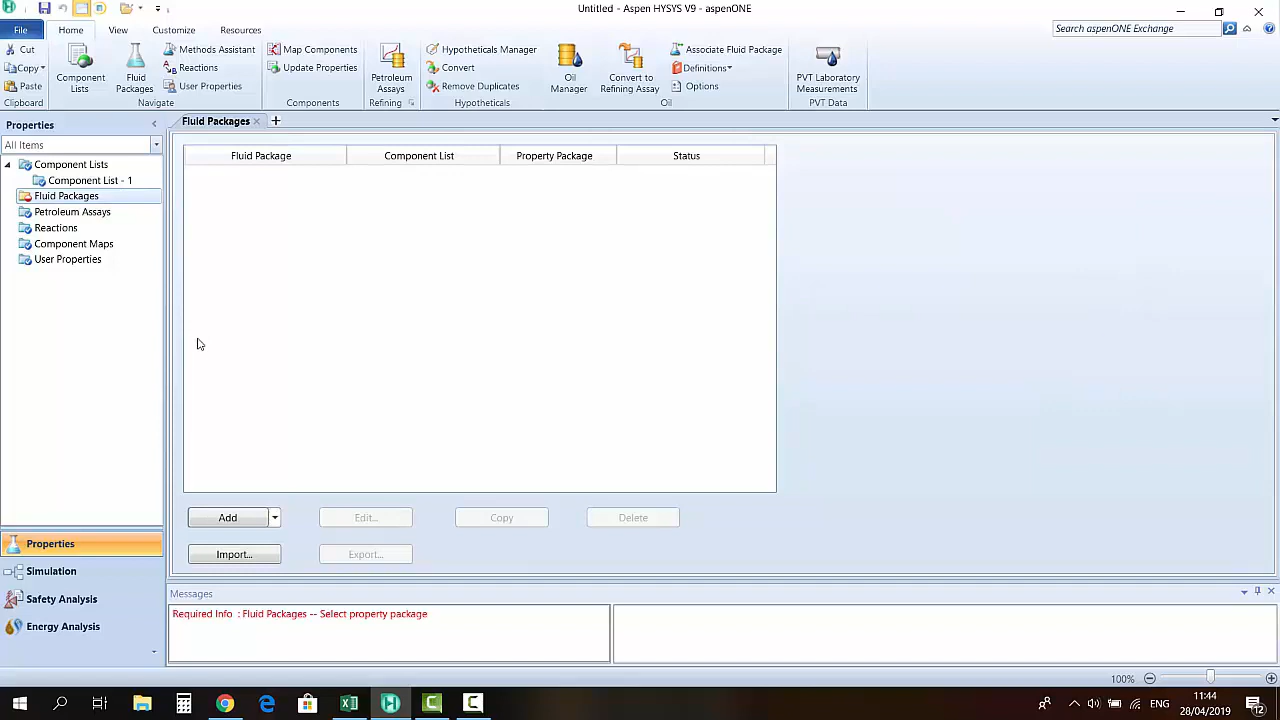 Untitled - Aspen HYSYS V9 - aspenONE
File
Home
View
Customize
Resources
Search aspenONE Exchange
Cut
Copy
Paste
Clipboard
Component Lists
Fluid Packages
Methods Assistant
Reactions
User Properties
Navigate
Map Components
Update Properties
Components
Petroleum Assays
Refining
Hypotheticals Manager
Convert
Remove Duplicates
Hypotheticals
Oil Manager
Convert to Refining Assay
Associate Fluid Package
Definitions
Options
Oil
PVT Laboratory Measurements
PVT Data
Properties
All Items
Component Lists
Component List - 1
Fluid Packages
Petroleum Assays
Reactions
Component Maps
User Properties
Properties
Simulation
Safety Analysis
Energy Analysis
Fluid Packages
Fluid Package
Component List
Property Package
Status
Add
Edit...
Copy
Delete
Import...
Export...
Messages
Required Info : Fluid Packages -- Select property package
100%
ENG
11:44
28/04/2019
2